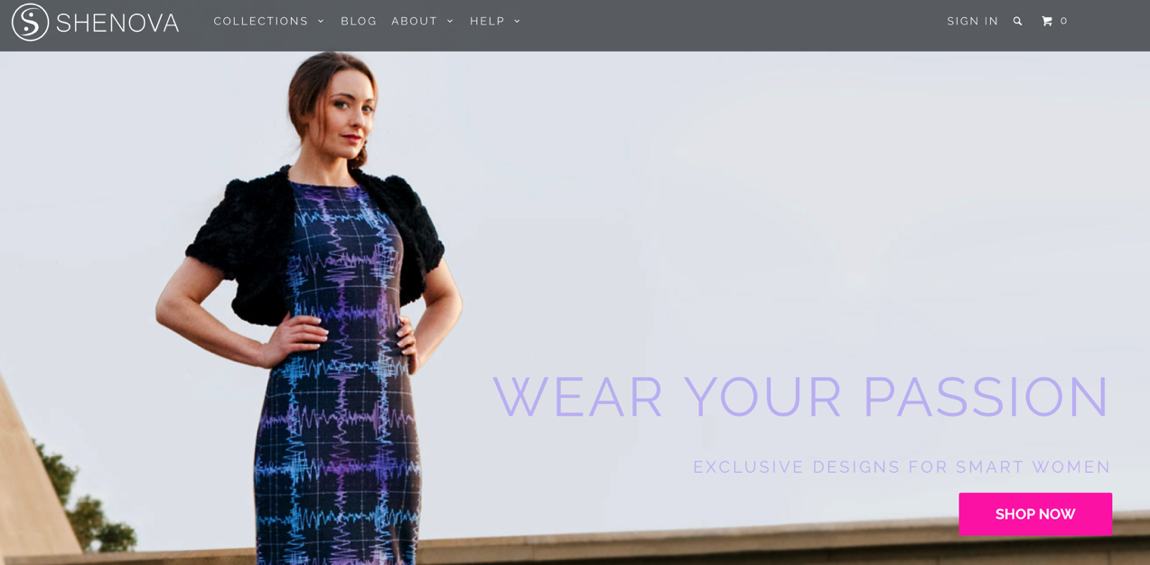 SHENOVA
COLLECTIONS BLOG ABOUT HELP
SIGN IN 0
WEAR YOUR PASSION
EXCLUSIVE DESIGNS FOR SMART WOMEN
SHOP NOW